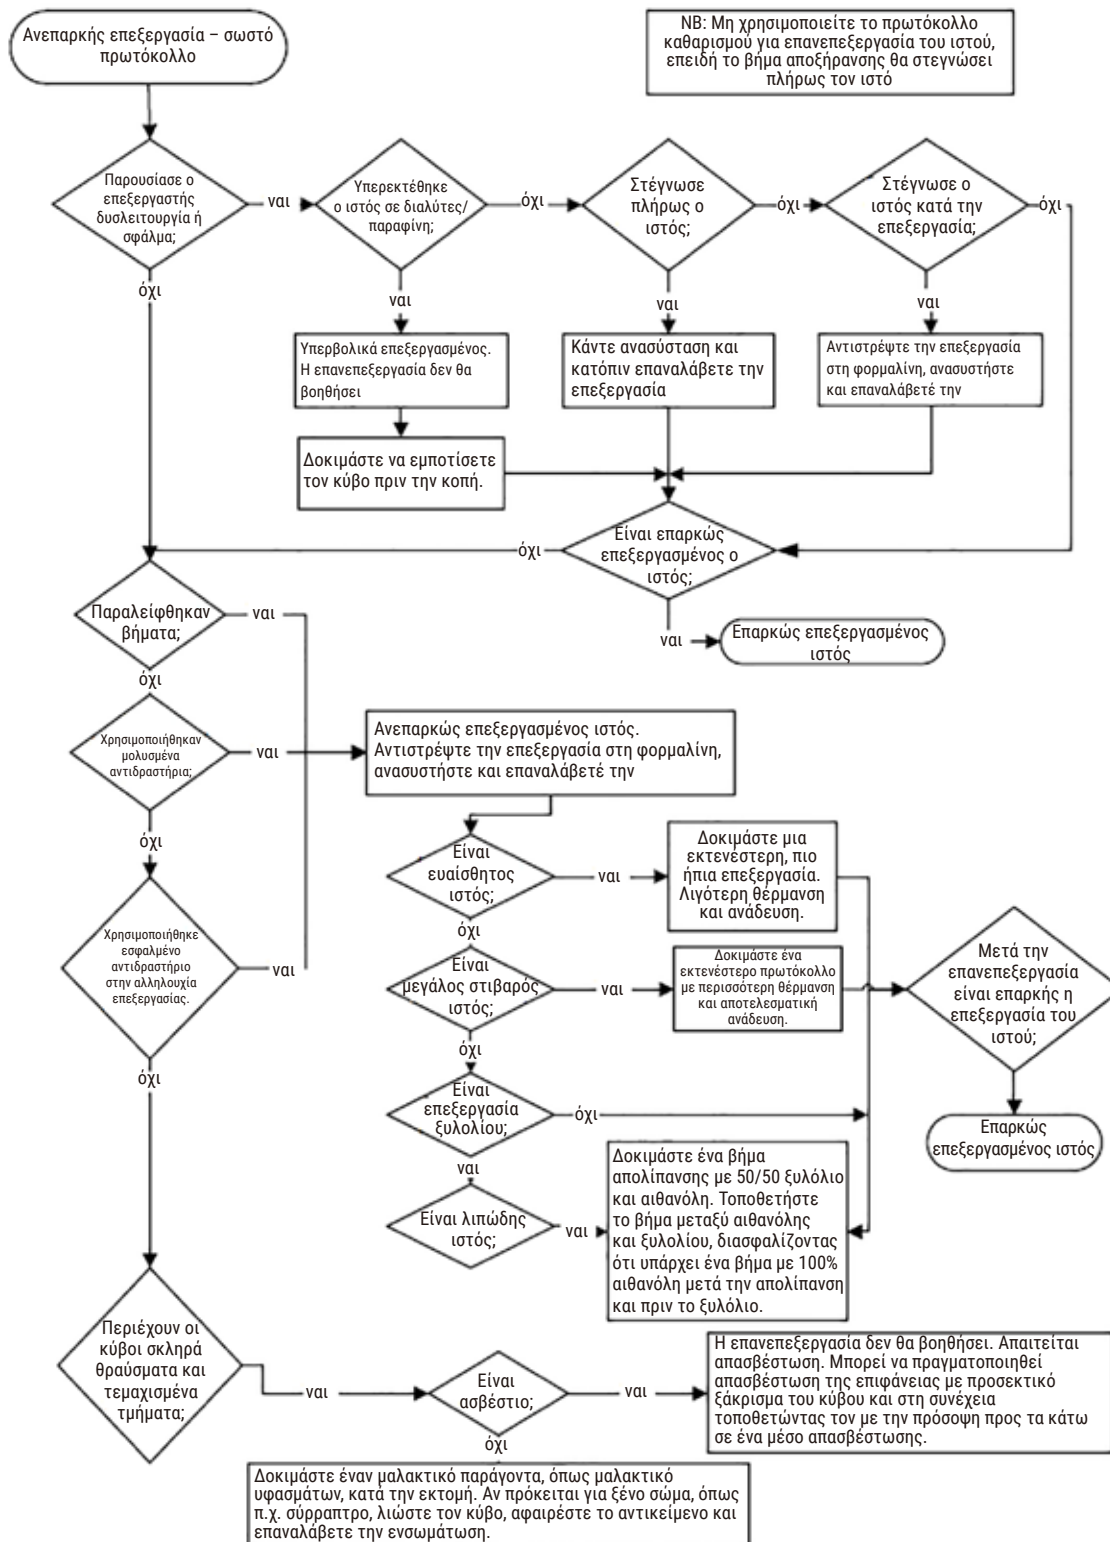 Ανεπαρκής επεξεργασία – σωστό
πρωτόκολλο
NB: Μη χρησιμοποιείτε το πρωτόκολλο
καθαρισμού για επανεπεξεργασία του ιστού,
επειδή το βήμα αποξήρανσης θα στεγνώσει
πλήρως τον ιστό
Παρουσίασε ο
επεξεργαστής
δυσλειτουργία ή
σφάλμα;
ναι
Υπερεκτέθηκε
ο ιστός σε διαλύτες/
παραφίνη;
όχι
Στέγνωσε
πλήρως ο
ιστός;
όχι
Στέγνωσε ο
ιστός κατά την
επεξεργασία;
όχι
όχι
ναι
ναι
ναι
Υπερβολικά επεξεργασμένος.
Η επανεπεξεργασία δεν θα
βοηθήσει
Κάντε ανασύσταση και
κατόπιν επαναλάβετε την
επεξεργασία
Αντιστρέψτε την επεξεργασία
στη φορμαλίνη, ανασυστήστε
και επαναλάβετέ την
Δοκιμάστε να εμποτίσετε
τον κύβο πριν την κοπή.
Είναι επαρκώς
επεξεργασμένος ο
ιστός;
όχι
ναι
Επαρκώς επεξεργασμένος
ιστός
Παραλείφθηκαν
βήματα;
ναι
όχι
Χρησιμοποιήθηκαν
μολυσμένα
αντιδραστήρια;
ναι
Ανεπαρκώς επεξεργασμένος ιστός.
Αντιστρέψτε την επεξεργασία στη φορμαλίνη,
ανασυστήστε και επαναλάβετέ την
όχι
Χρησιμοποιήθηκε
εσφαλμένο
αντιδραστήριο
στην αλληλουχία
επεξεργασίας.
ναι
όχι
Είναι
ευαίσθητος
ιστός;
ναι
Δοκιμάστε μια
εκτενέστερη, πιο
ήπια επεξεργασία.
Λιγότερη θέρμανση
και ανάδευση.
όχι
Είναι
μεγάλος στιβαρός
ιστός;
ναι
Δοκιμάστε ένα
εκτενέστερο πρωτόκολλο
με περισσότερη θέρμανση
και αποτελεσματική
ανάδευση.
Μετά την
επανεπεξεργασία
είναι επαρκής η
επεξεργασία του
ιστού;
όχι
Είναι
επεξεργασία
ξυλολίου;
όχι
Επαρκώς
επεξεργασμένος ιστός
ναι
Είναι λιπώδης
ιστός;
ναι
Δοκιμάστε ένα βήμα
απολίπανσης με 50/50 ξυλόλιο
και αιθανόλη. Τοποθετήστε
το βήμα μεταξύ αιθανόλης
και ξυλολίου, διασφαλίζοντας
ότι υπάρχει ένα βήμα με 100%
αιθανόλη μετά την απολίπανση
και πριν το ξυλόλιο.
Περιέχουν οι
κύβοι σκληρά
θραύσματα και
τεμαχισμένα
τμήματα;
ναι
Είναι
ασβέστιο;
ναι
Η επανεπεξεργασία δεν θα βοηθήσει. Απαιτείται
απασβέστωση. Μπορεί να πραγματοποιηθεί
απασβέστωση της επιφάνειας με προσεκτικό
ξάκρισμα του κύβου και στη συνέχεια
τοποθετώντας τον με την πρόσοψη προς τα κάτω
σε ένα μέσο απασβέστωσης.
όχι
Δοκιμάστε έναν μαλακτικό παράγοντα, όπως μαλακτικό
υφασμάτων, κατά την εκτομή. Αν πρόκειται για ξένο σώμα, όπως
π.χ. σύρραπτρο, λιώστε τον κύβο, αφαιρέστε το αντικείμενο και
επαναλάβετε την ενσωμάτωση.